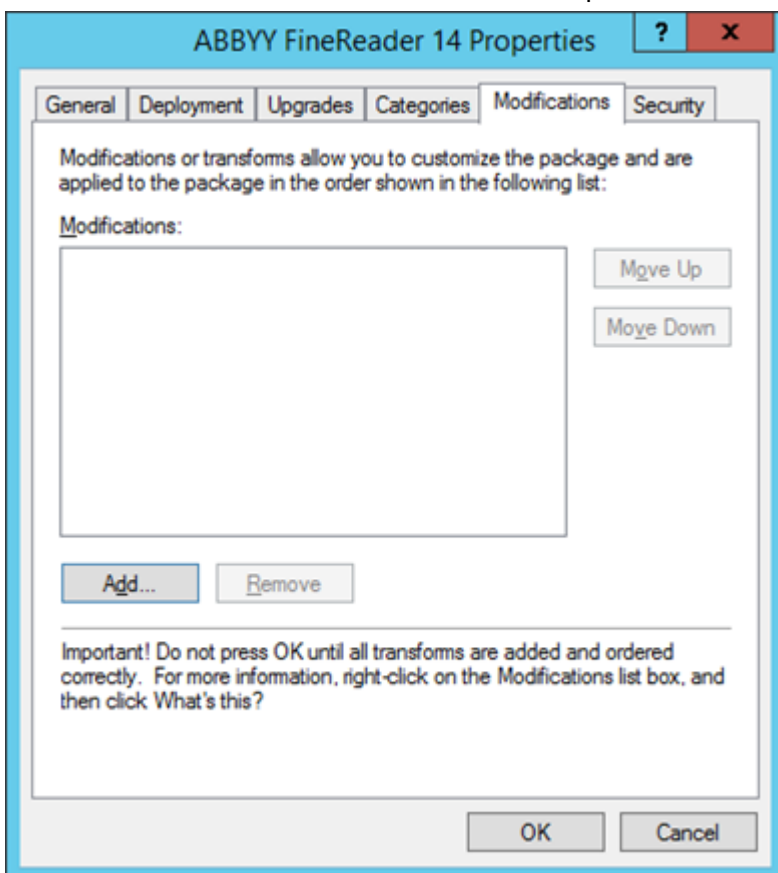 ABBYY FineReader 14 Properties ? x
General Deployment Upgrades Categories Modifications Security
Modifications or transforms allow you to customize the package and are
applied to the package in the order shown in the following list:
Modifications:
Move Up
Move Down
Add... Remove
Important! Do not press OK until all transforms are added and ordered
correctly. For more information, right-click on the Modifications list box, and
then click What's this?
OK Cancel